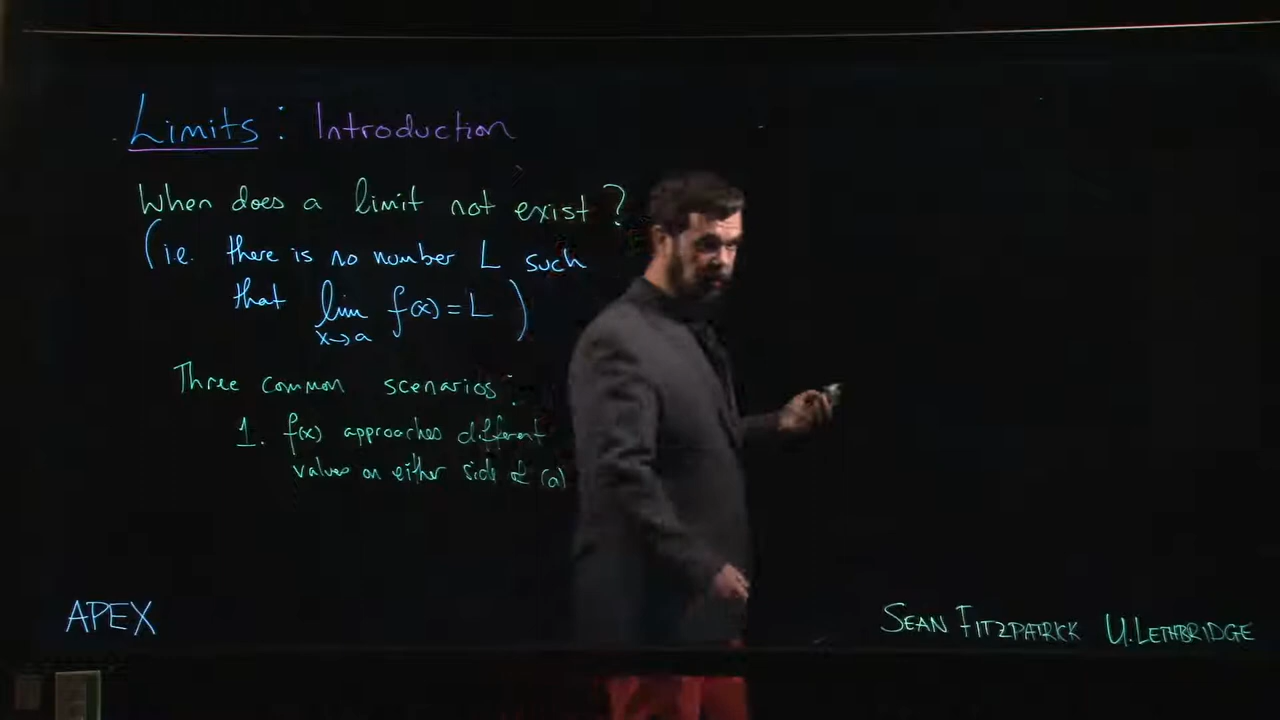 Limits: Introduction
When does a limit not exist?
(i.e. there is no number L such
that lim f(x) = L )
x→a
Three common scenarios:
1. f(x) approaches different
values on either side of (a)
APEX
SEAN FITZPATRICK U.LETHBRIDGE